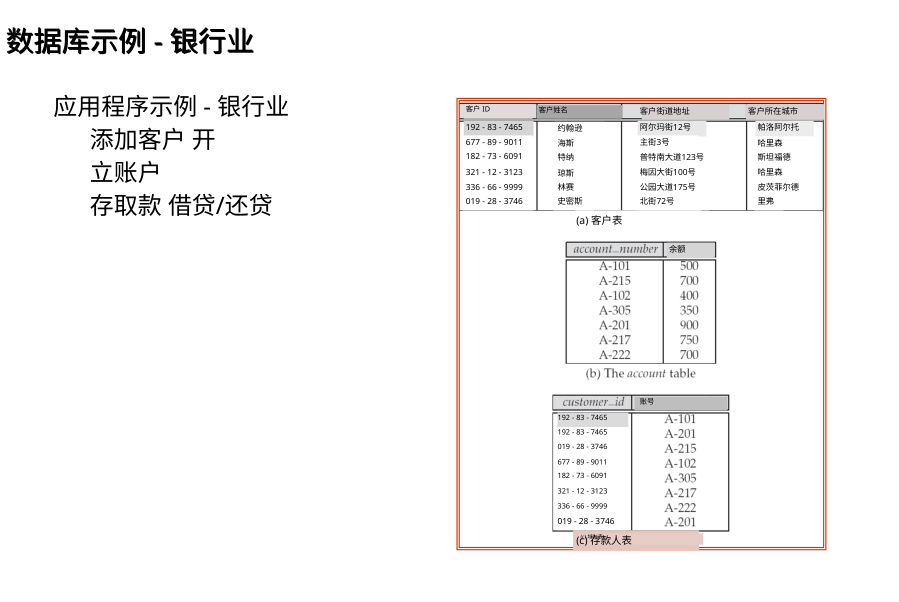 数据库示例 - 银行业
应用程序示例 - 银行业
添加客户 开
立账户
存取款 借贷/还贷
客户 ID 客户姓名 客户街道地址 客户所在城市
192 - 83 - 7465 约翰逊 阿尔玛街12号 帕洛阿尔托
677 - 89 - 9011 海斯 主街3号 哈里森
182 - 73 - 6091 特纳 普特南大道123号 斯坦福德
321 - 12 - 3123 琼斯 梅因大街100号 哈里森
336 - 66 - 9999 林赛 公园大道175号 皮茨菲尔德
019 - 28 - 3746 史密斯 北街72号 里弗
(a) 客户表
account_number 余额
A-101 500
A-215 700
A-102 400
A-305 350
A-201 900
A-217 750
A-222 700
(b) The account table
customer_id 账号
192 - 83 - 7465 A-101
192 - 83 - 7465 A-201
019 - 28 - 3746 A-215
677 - 89 - 9011 A-102
182 - 73 - 6091 A-305
321 - 12 - 3123 A-217
336 - 66 - 9999 A-222
019 - 28 - 3746 A-201
(c) 存款人表